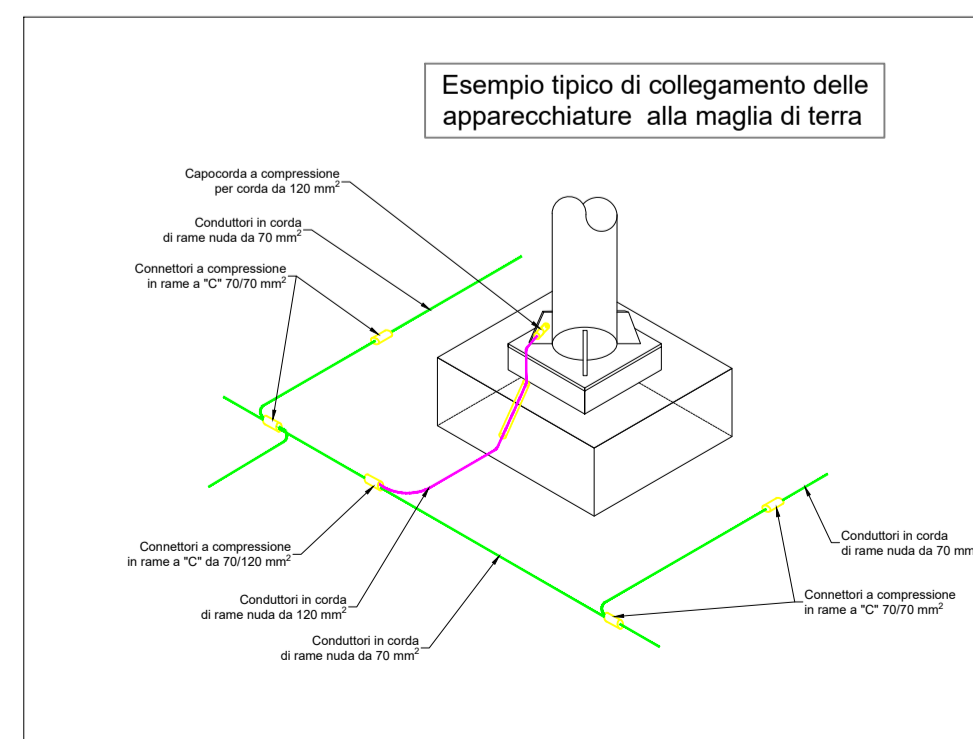 Esempio tipico di collegamento delle
apparecchiature alla maglia di terra
Capocorda a compressione
per corda da 120 mm²
Conduttori in corda
di rame nuda da 70 mm²
Connettori a compressione
in rame a "C" 70/70 mm²
Connettori a compressione
in rame a "C" da 70/120 mm²
Conduttori in corda
di rame nuda da 120 mm²
Conduttori in corda
di rame nuda da 70 mm²
Conduttori in corda
di rame nuda da 70 mm
Connettori a compressione
in rame a "C" 70/70 mm²